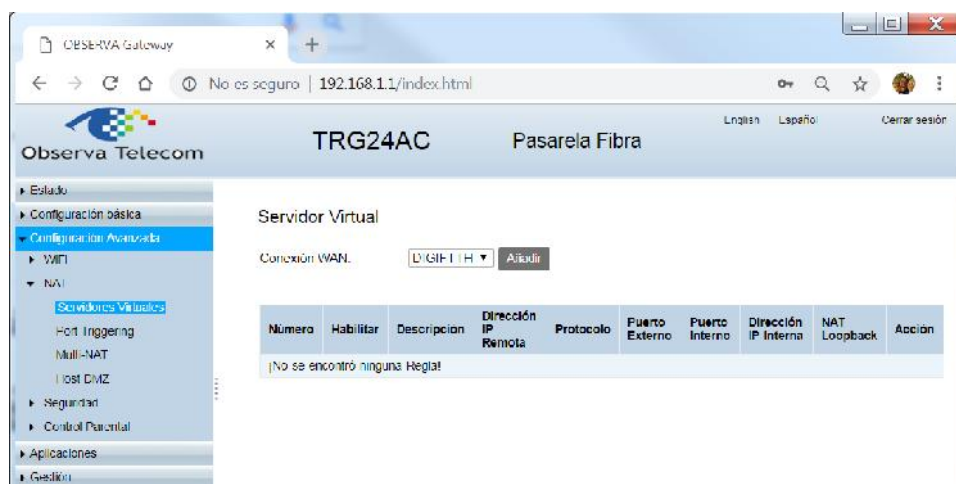 OBSERVA Gateway
No es seguro | 192.168.1.1/index.html
Observa Telecom
TRG24AC
Pasarela Fibra
English
Español
Cerrar sesión
Estado
Configuración básica
Configuración Avanzada
WIFI
NAT
Servidores Virtuales
Port Triggering
Multi-NAT
Host DMZ
Seguridad
Control Parental
Aplicaciones
Gestión
Servidor Virtual
Conexión WAN:
DIGIFTTH
Añadir
Número
Habilitar
Descripción
Dirección IP Remota
Protocolo
Puerto Externo
Puerto Interno
Dirección IP Interna
NAT Loopback
Acción
¡No se encontró ninguna Regla!